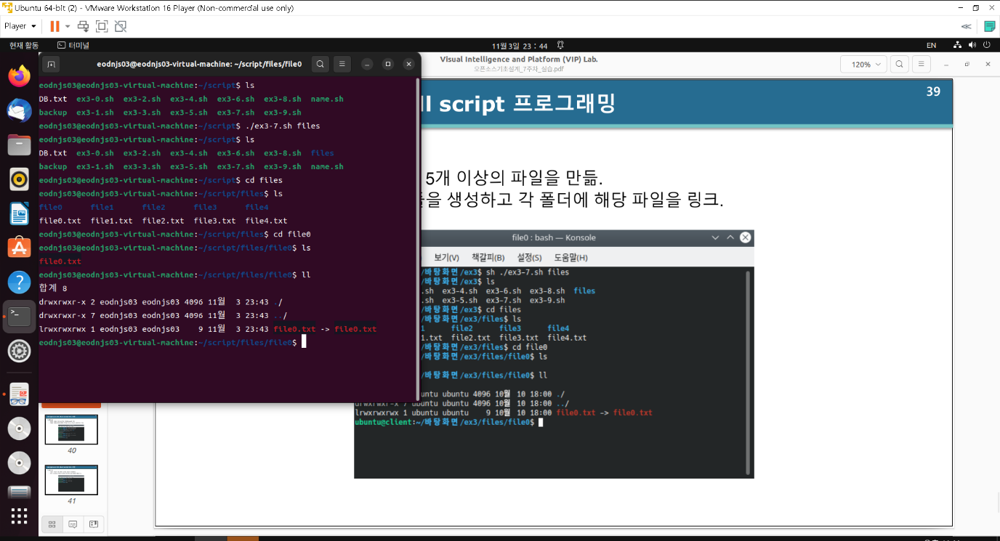 Ubuntu 64-bit (2) - VMware Workstation 16 Player (Non-commercial use only)
Player
현재 활동
터미널
11월 3일 23 : 44
EN
eodnjs03@eodnjs03-virtual-machine: ~/script/files/file0
Visual Intelligence and Platform (VIP) Lab.
오픈소스기초설계_7주차_실습.pdf
120%
eodnjs03@eodnjs03-virtual-machine:~/script$ ls
DB.txt ex3-0.sh ex3-2.sh ex3-4.sh ex3-6.sh ex3-8.sh name.sh
backup ex3-1.sh ex3-3.sh ex3-5.sh ex3-7.sh ex3-9.sh
eodnjs03@eodnjs03-virtual-machine:~/script$ ./ex3-7.sh files
eodnjs03@eodnjs03-virtual-machine:~/script$ ls
DB.txt ex3-0.sh ex3-2.sh ex3-4.sh ex3-6.sh ex3-8.sh files
backup ex3-1.sh ex3-3.sh ex3-5.sh ex3-7.sh ex3-9.sh name.sh
eodnjs03@eodnjs03-virtual-machine:~/script$ cd files
eodnjs03@eodnjs03-virtual-machine:~/script/files$ ls
file0 file1 file2 file3 file4
file0.txt file1.txt file2.txt file3.txt file4.txt
eodnjs03@eodnjs03-virtual-machine:~/script/files$ cd file0
eodnjs03@eodnjs03-virtual-machine:~/script/files/file0$ ls
file0.txt
eodnjs03@eodnjs03-virtual-machine:~/script/files/file0$ ll
합계 8
drwxrwxr-x 2 eodnjs03 eodnjs03 4096 11월 3 23:43 ./
drwxrwxr-x 7 eodnjs03 eodnjs03 4096 11월 3 23:43 ../
lrwxrwxrwx 1 eodnjs03 eodnjs03 9 11월 3 23:43 file0.txt -> file0.txt
eodnjs03@eodnjs03-virtual-machine:~/script/files/file0$
ll script 프로그래밍
39
5개 이상의 파일을 만듦.
들을 생성하고 각 폴더에 해당 파일을 링크.
file0 : bash — Konsole
보기(V) 책갈피(B) 설정(S) 도움말(H)
/바탕화면/ex3$ sh ./ex3-7.sh files
/바탕화면/ex3$ ls
.sh ex3-4.sh ex3-6.sh ex3-8.sh files
.sh ex3-5.sh ex3-7.sh ex3-9.sh
/바탕화면/ex3$ cd files
/바탕화면/ex3/files$ ls
1 file2 file3 file4
1.txt file2.txt file3.txt file4.txt
/바탕화면/ex3/files$ cd file0
/바탕화면/ex3/files/file0$ ls
/바탕화면/ex3/files/file0$ ll
untu ubuntu 4096 10월 10 18:00 ./
drwxrwxr-x 7 ubuntu ubuntu 4096 10월 10 18:00 ../
lrwxrwxrwx 1 ubuntu ubuntu 9 10월 10 18:00 file0.txt -> file0.txt
ubuntu@client:~/바탕화면/ex3/files/file0$
40
41